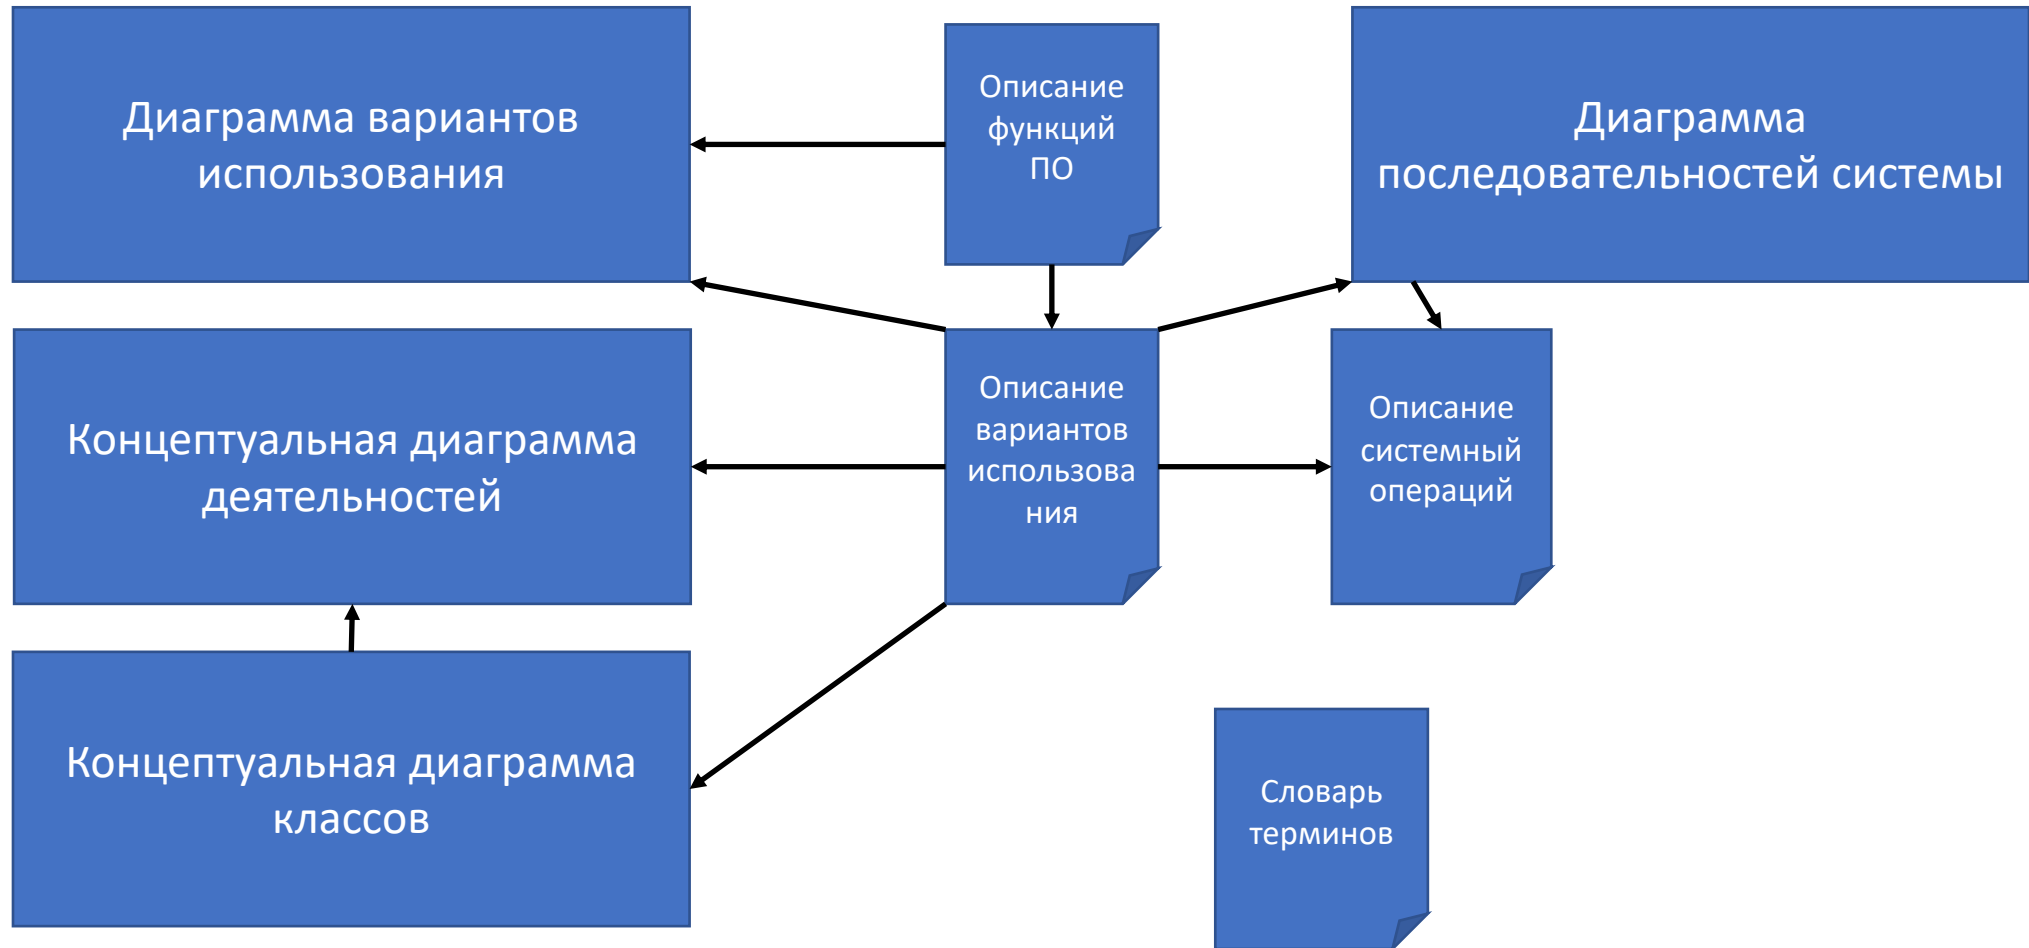 Диаграмма вариантов
использования
Описание
функций
ПО
Диаграмма
последовательностей системы
Концептуальная диаграмма
деятельностей
Описание
вариантов
использова
ния
Описание
системный
операций
Концептуальная диаграмма
классов
Словарь
терминов